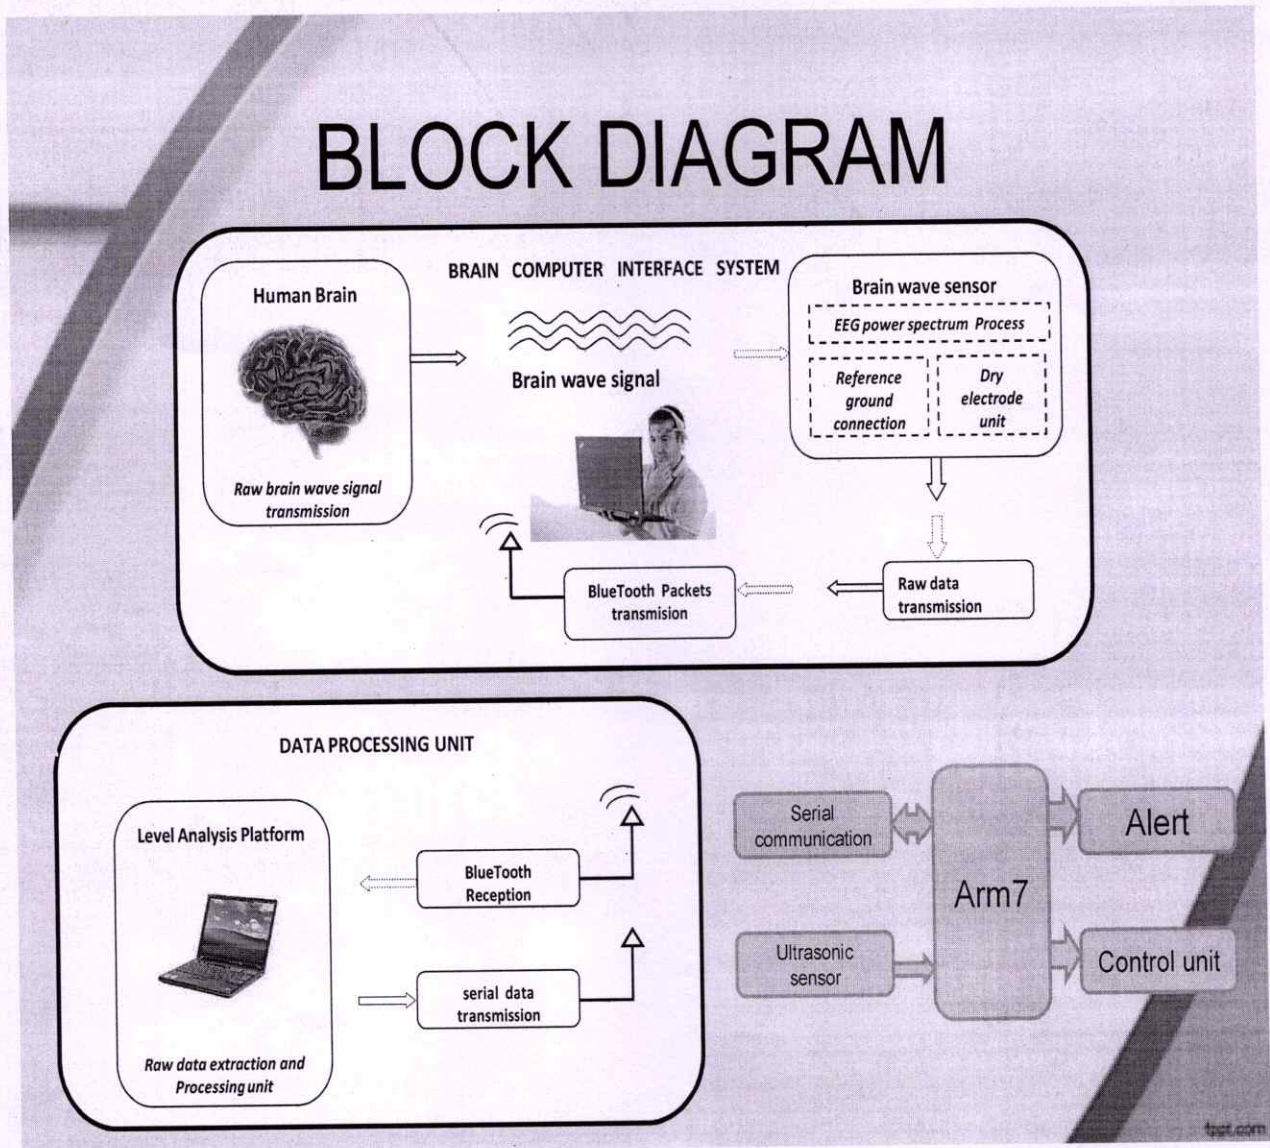 BLOCK DIAGRAM
BRAIN COMPUTER INTERFACE SYSTEM
Human Brain
Raw brain wave signal
transmission
Brain wave signal
Brain wave sensor
EEG power spectrum Process
Reference
ground
connection
Dry
electrode
unit
BlueTooth Packets
transmision
Raw data
transmission
DATA PROCESSING UNIT
Level Analysis Platform
Raw data extraction and
Processing unit
BlueTooth
Reception
serial data
transmission
Serial
communication
Ultrasonic
sensor
Arm7
Alert
Control unit
fppt.com